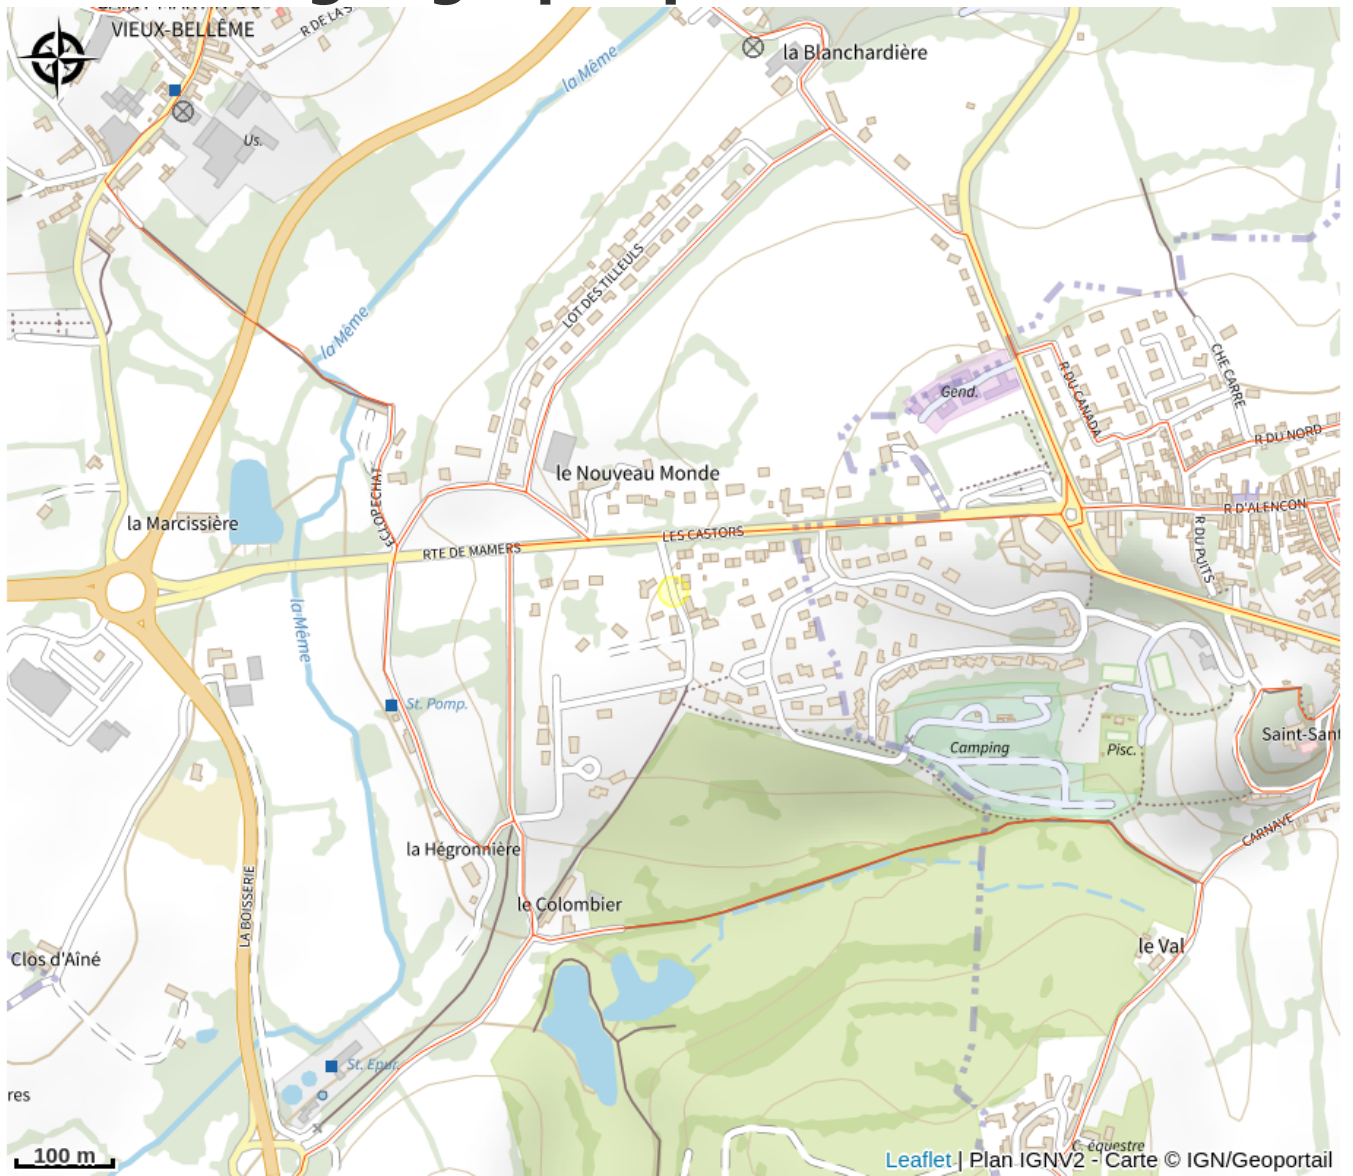 VIEUX-BELLÊME
R DE LA S
la Même
la Blanchardière
Us.
LOT DES TILLEULS
la Même
Gend.
R DU CANADA
CHE CARRE
R DU NORD
le Nouveau Monde
ECLOPECHAT
la Marcissière
R D'ALENCON
LES CASTORS
RTE DE MAMERS
R DU PUITS
la Même
St. Pomp.
Camping
Pisc.
Saint-Sant
CARNAVE
la Hégronnière
LA BOISSERIE
le Colombier
le Val
Clos d'Aîné
St. Epur.
res
C. équestre
100 m
Leaflet | Plan IGNV2 - Carte © IGN/Geoportail